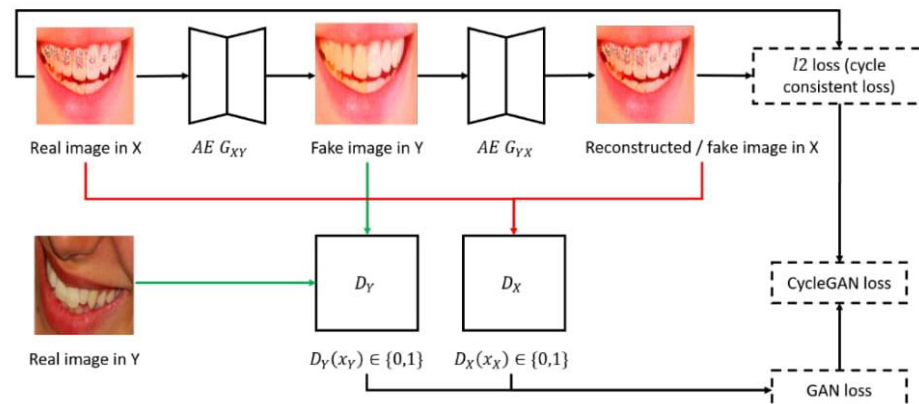 l2 loss (cycle
consistent loss)
Real image in X
AE G_XY
Fake image in Y
AE G_YX
Reconstructed / fake image in X
D_Y
D_X
CycleGAN loss
Real image in Y
D_Y(x_Y) ∈ {0,1}
D_X(x_X) ∈ {0,1}
GAN loss